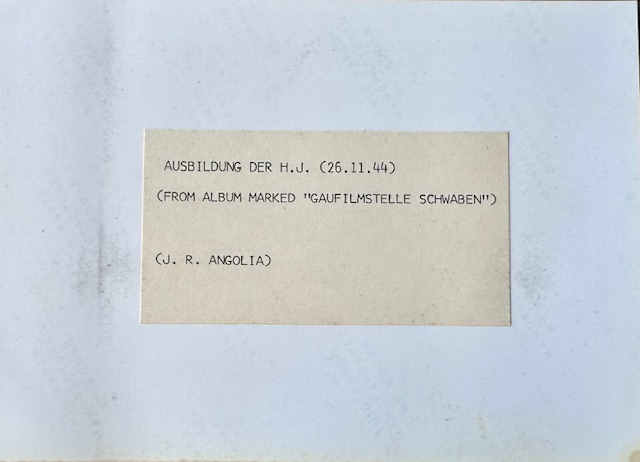 AUSBILDUNG DER H.J. (26.11.44)
(FROM ALBUM MARKED "GAUFILMSTELLE SCHWABEN")
(J. R. ANGOLIA)